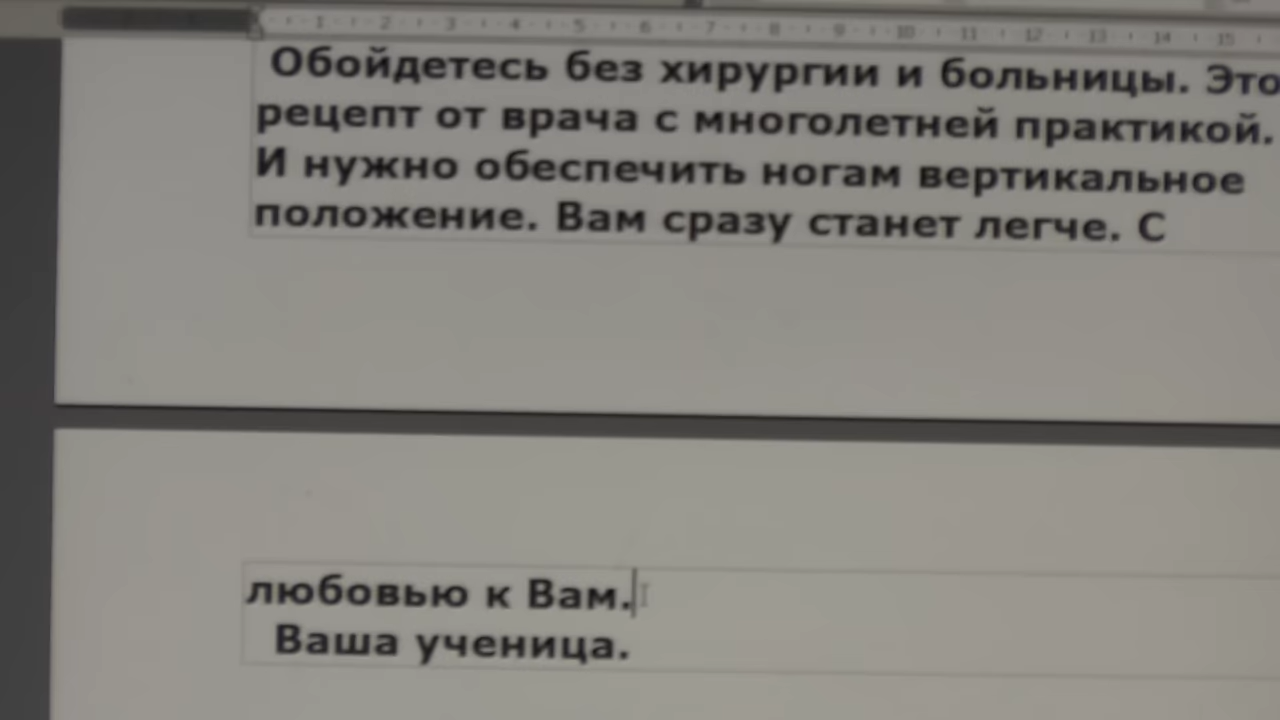 Обойдетесь без хирургии и больницы. Это
рецепт от врача с многолетней практикой.
И нужно обеспечить ногам вертикальное
положение. Вам сразу станет легче. С
любовью к Вам.
Ваша ученица.